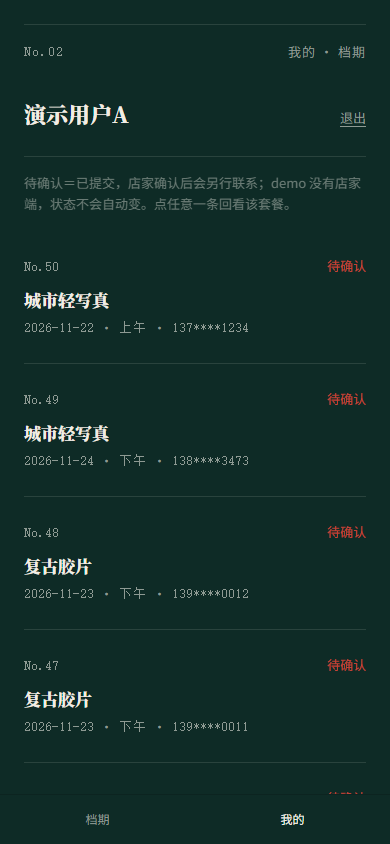 No.02
我的 · 档期
演示用户A
退出
待确认＝已提交，店家确认后会另行联系；demo 没有店家
端，状态不会自动变。点任意一条回看该套餐。
No.50
待确认
城市轻写真
2026-11-22 · 上午 · 137****1234
No.49
待确认
城市轻写真
2026-11-24 · 下午 · 138****3473
No.48
待确认
复古胶片
2026-11-23 · 下午 · 139****0012
No.47
待确认
复古胶片
2026-11-23 · 下午 · 139****0011
档期
我的